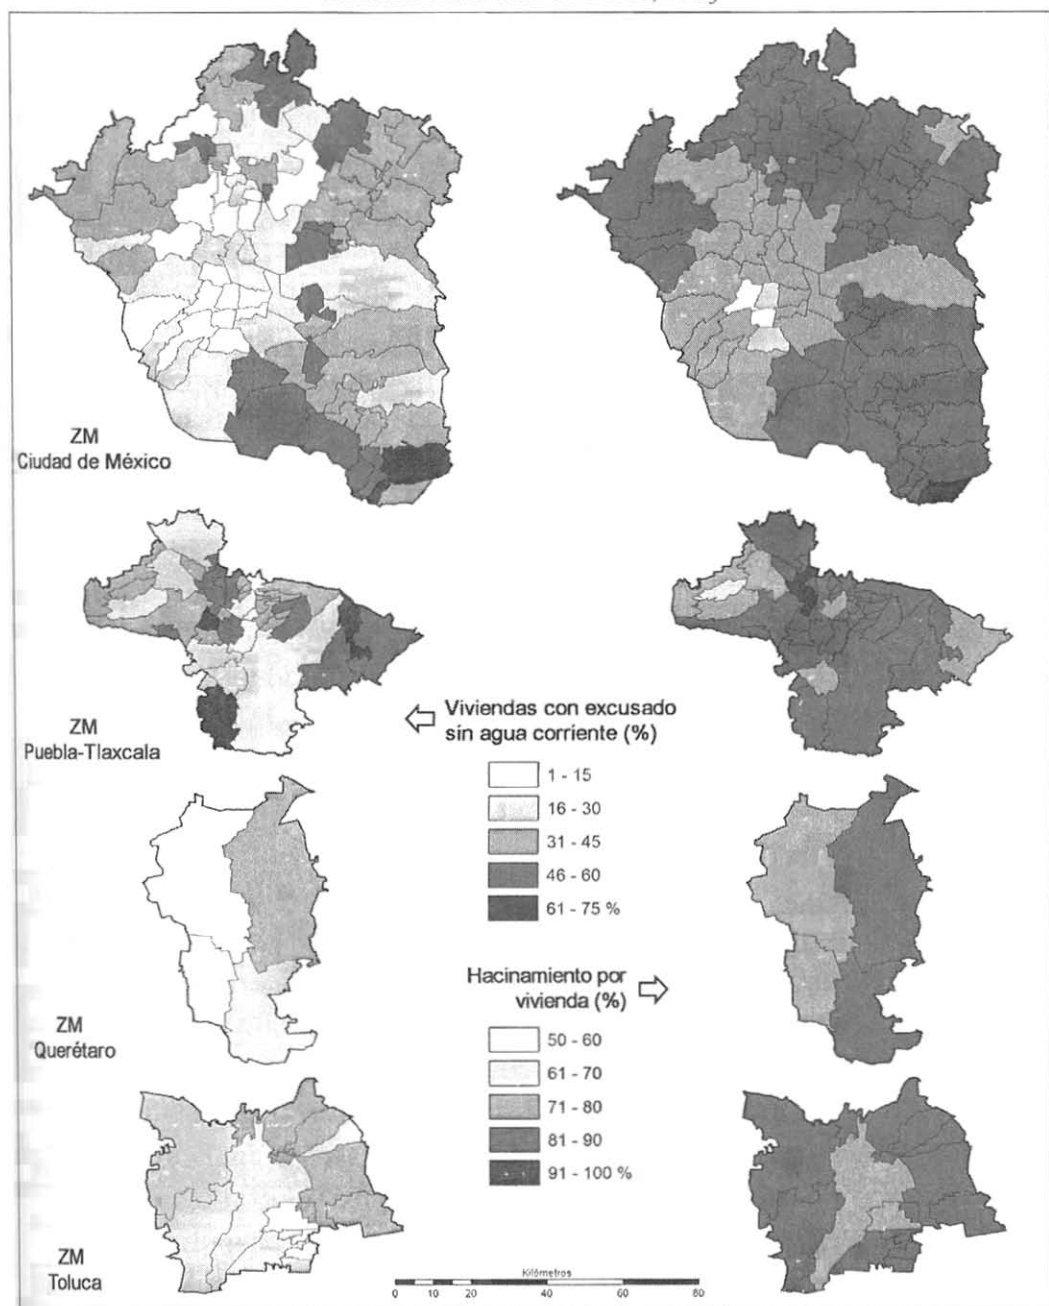 ZM
Ciudad de México
ZM
Puebla-Tlaxcala
Viviendas con excusado
sin agua corriente (%)
1 - 15
16 - 30
31 - 45
46 - 60
61 - 75 %
Hacinamiento por
vivienda (%)
50 - 60
61 - 70
71 - 80
81 - 90
91 - 100 %
ZM
Querétaro
ZM
Toluca
Kilómetros
0 10 20 40 60 80